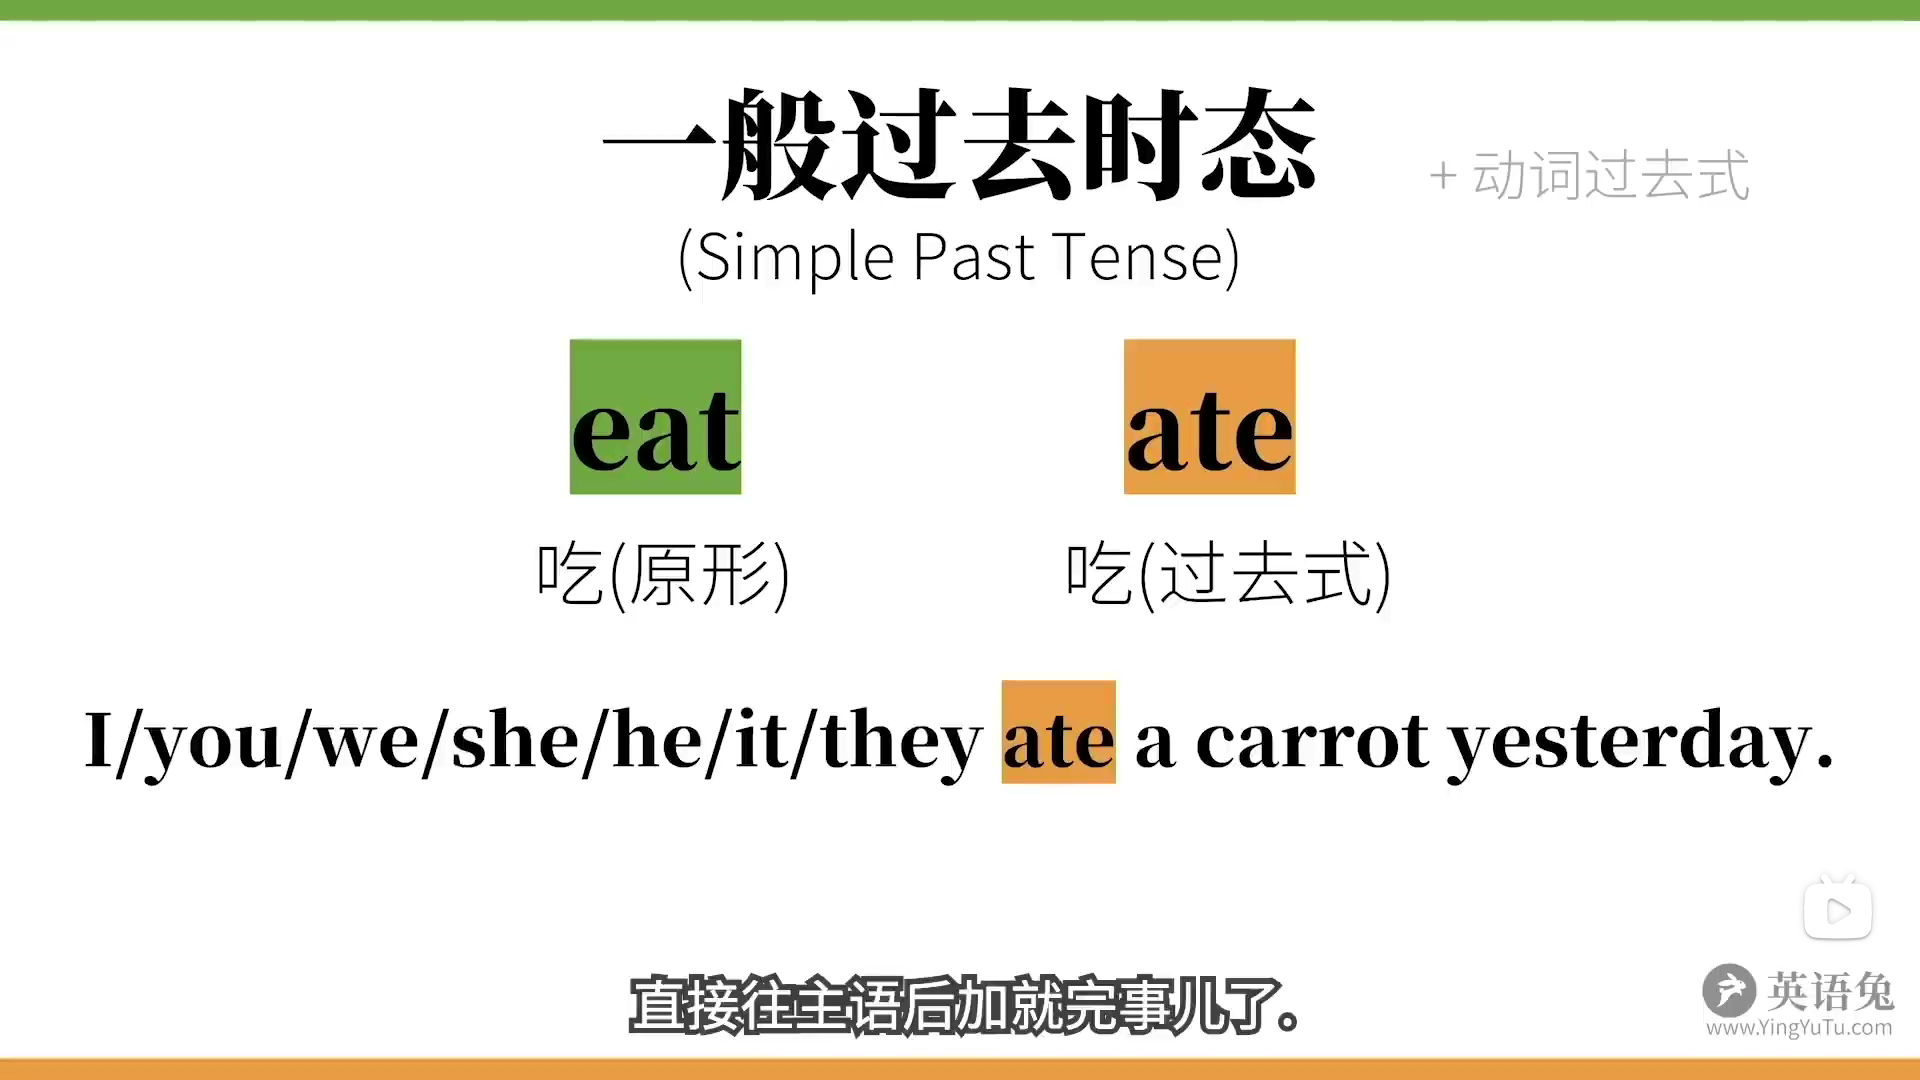 一般过去时态
+ 动词过去式
(Simple Past Tense)
eat
ate
吃(原形)
吃(过去式)
I/you/we/she/he/it/they ate a carrot yesterday.
直接往主语后加就完事儿了。
英语兔
www.YingYuTu.com